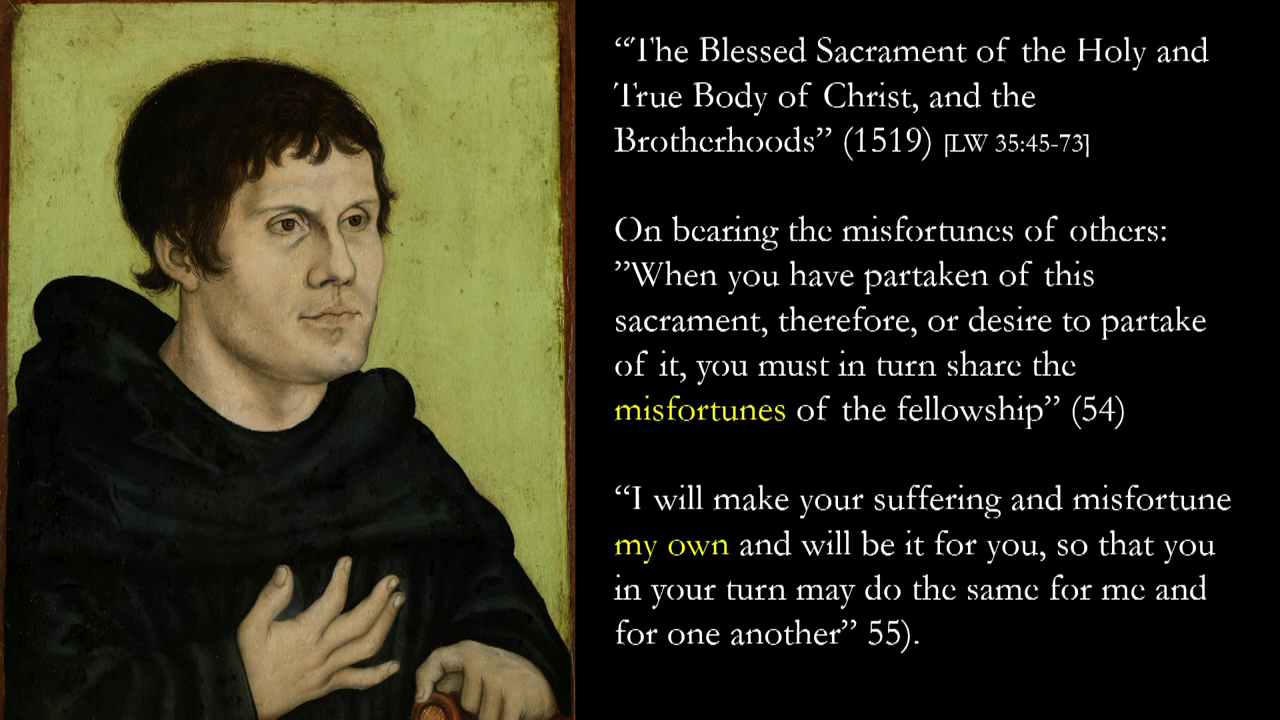 “The Blessed Sacrament of the Holy and
True Body of Christ, and the
Brotherhoods” (1519) [LW 35:45-73]
On bearing the misfortunes of others:
”When you have partaken of this
sacrament, therefore, or desire to partake
of it, you must in turn share the
misfortunes of the fellowship” (54)
“I will make your suffering and misfortune
my own and will be it for you, so that you
in your turn may do the same for me and
for one another” 55).